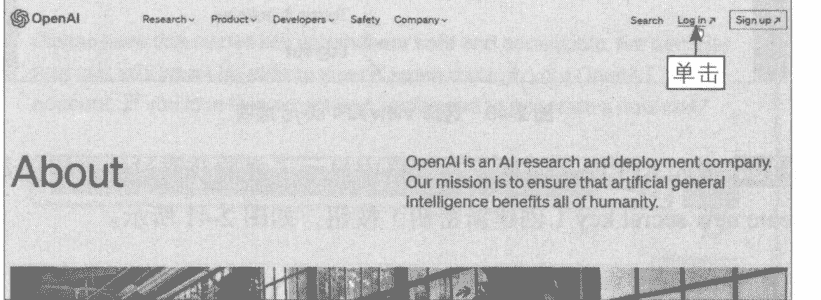 OpenAI Research Product Developers Safety Company Search Log in ↗ Sign up ↗
单击
About
OpenAI is an AI research and deployment company.
Our mission is to ensure that artificial general
intelligence benefits all of humanity.